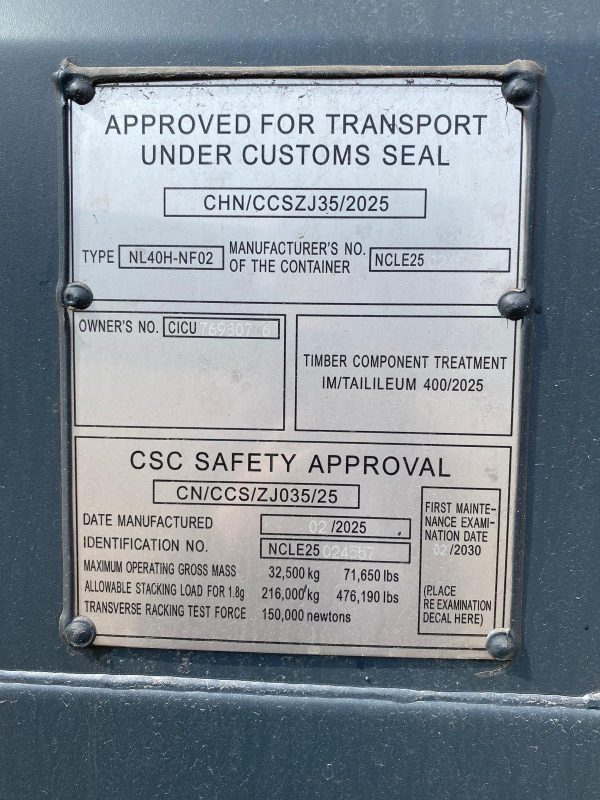 APPROVED FOR TRANSPORT
UNDER CUSTOMS SEAL
CHN/CCSZJ35/2025
TYPE NL40H-NF02 MANUFACTURER'S NO. OF THE CONTAINER NCLE25
OWNER'S NO. CICU
TIMBER COMPONENT TREATMENT
IM/TAILILEUM 400/2025
CSC SAFETY APPROVAL
CN/CCS/ZJ035/25
DATE MANUFACTURED 02/2025
IDENTIFICATION NO. NCLE25 024557
MAXIMUM OPERATING GROSS MASS 32,500kg 71,650 lbs
ALLOWABLE STACKING LOAD FOR 1.8g 216,000kg 476,190 lbs
TRANSVERSE RACKING TEST FORCE 150,000 newtons
FIRST MAINTE-
NANCE EXAMI-
NATION DATE
02/2030
(PLACE
RE EXAMINATION
DECAL HERE)